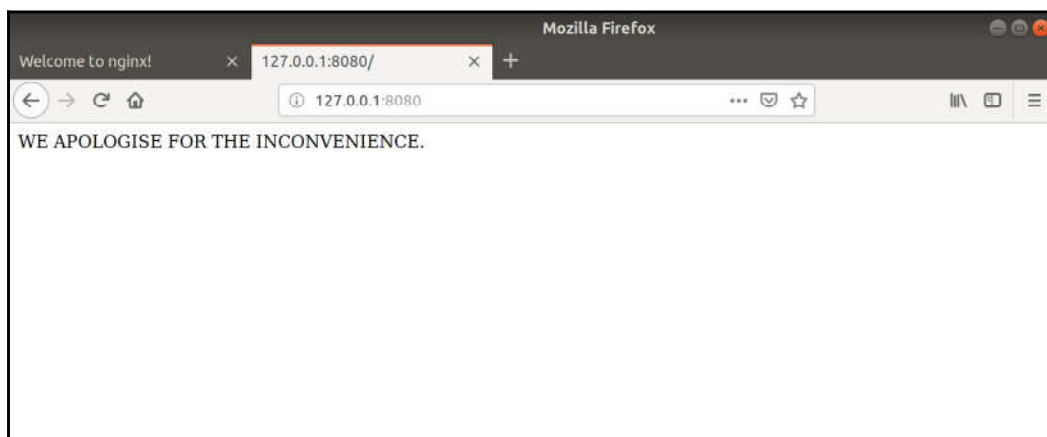 Mozilla Firefox
Welcome to nginx!
127.0.0.1:8080/
127.0.0.1:8080
WE APOLOGISE FOR THE INCONVENIENCE.